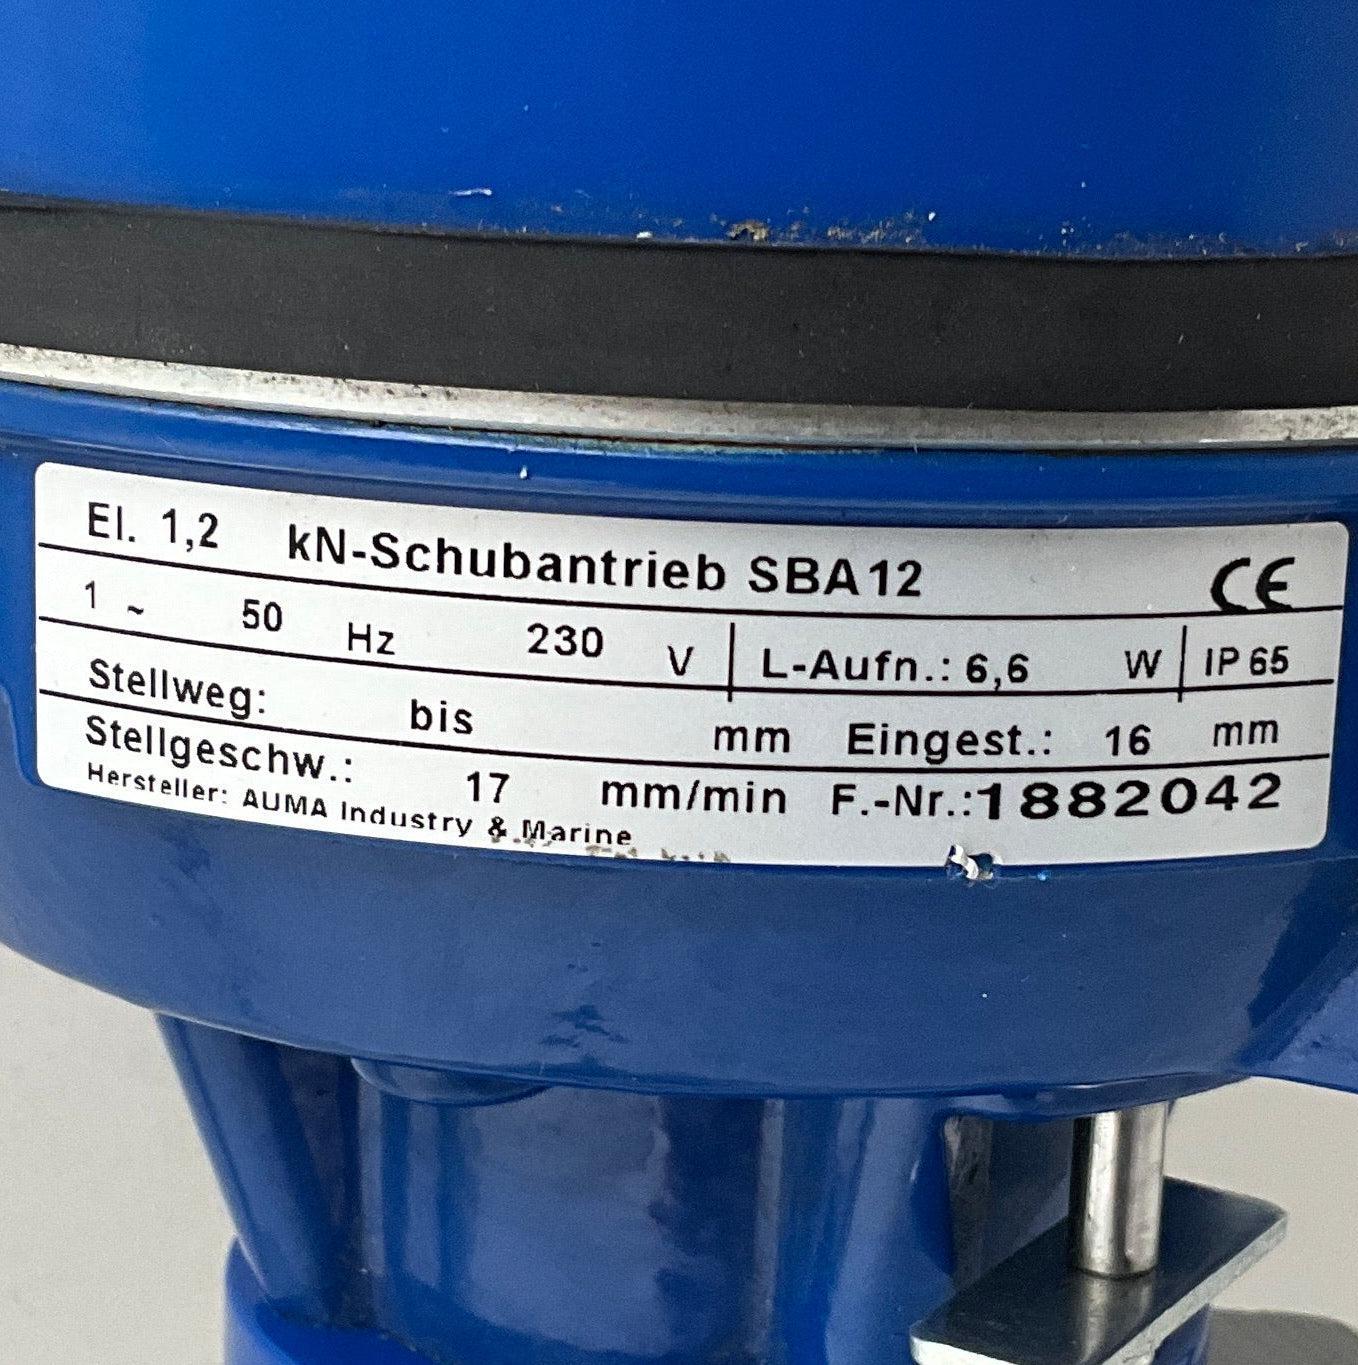 El. 1,2 kN-Schubantrieb SBA12 CE
1 ~ 50 Hz 230 V L-Aufn.: 6,6 W IP 65
Stellweg: bis mm Eingest.: 16 mm
Stellgeschw.: 17 mm/min F.-Nr.:1882042
Hersteller: AUMA Industry & Marine